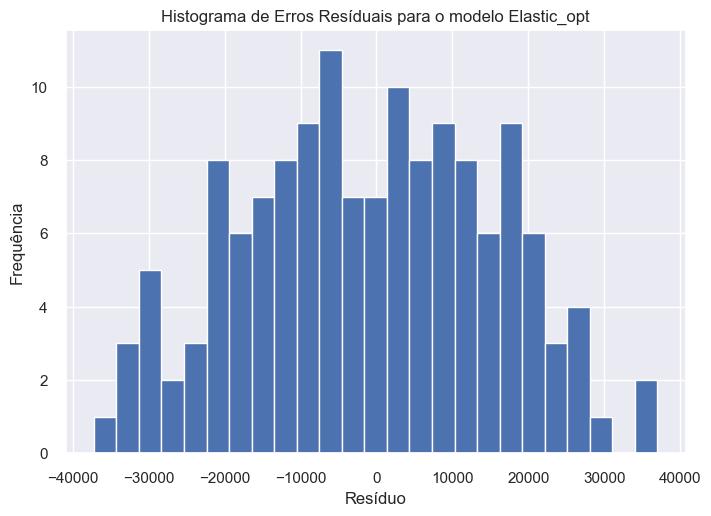 Histograma de Erros Resíduais para o modelo Elastic_opt
Frequência
10
8
6
4
2
0
−40000 −30000 −20000 −10000 0 10000 20000 30000 40000
Resíduo